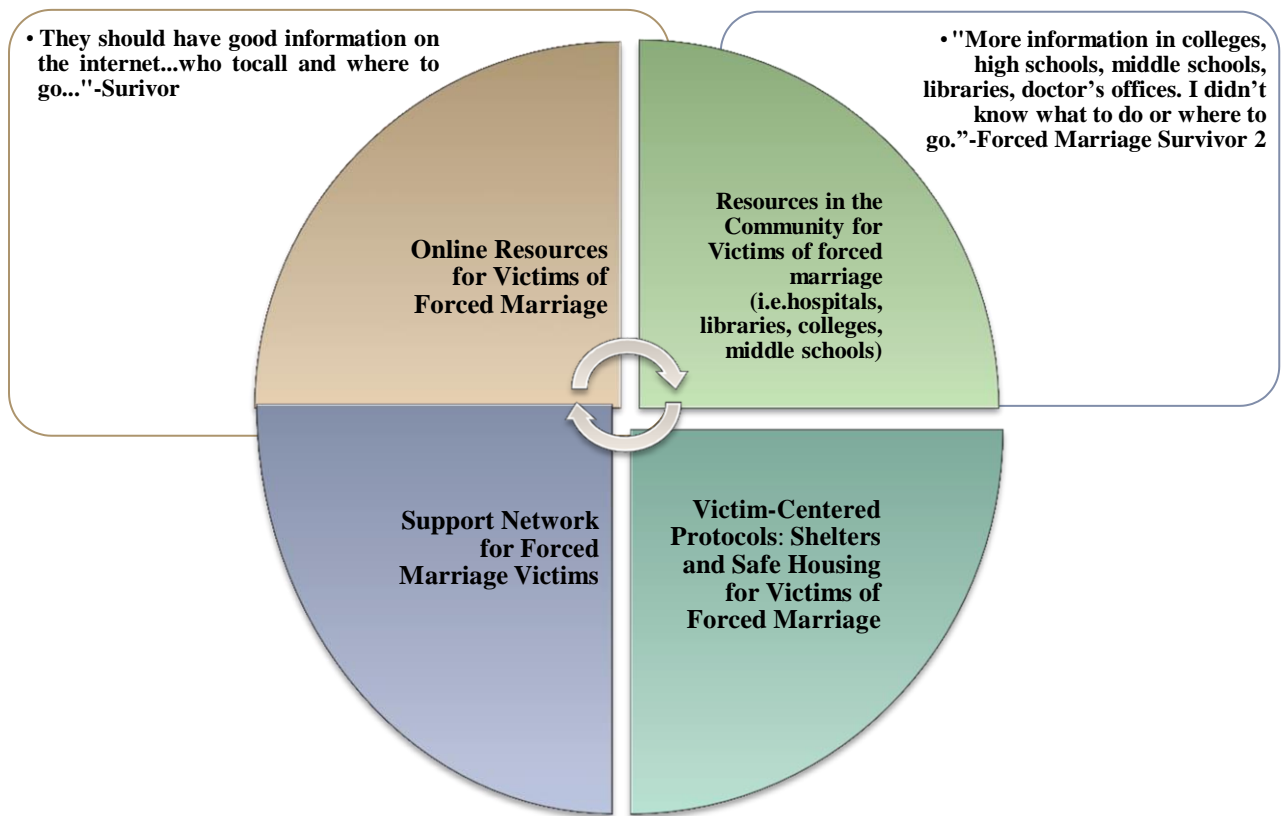 • They should have good information on
the internet...who tocall and where to
go..."-Surivor
• "More information in colleges,
high schools, middle schools,
libraries, doctor’s offices. I didn’t
know what to do or where to
go.”-Forced Marriage Survivor 2
Online Resources
for Victims of
Forced Marriage
Resources in the
Community for
Victims of forced
marriage
(i.e.hospitals,
libraries, colleges,
middle schools)
Support Network
for Forced
Marriage Victims
Victim-Centered
Protocols: Shelters
and Safe Housing
for Victims of
Forced Marriage